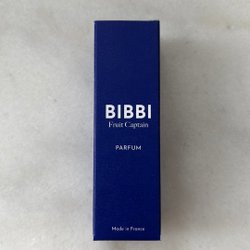 BIBBI
Fruit Captain
PARFUM
Made in France